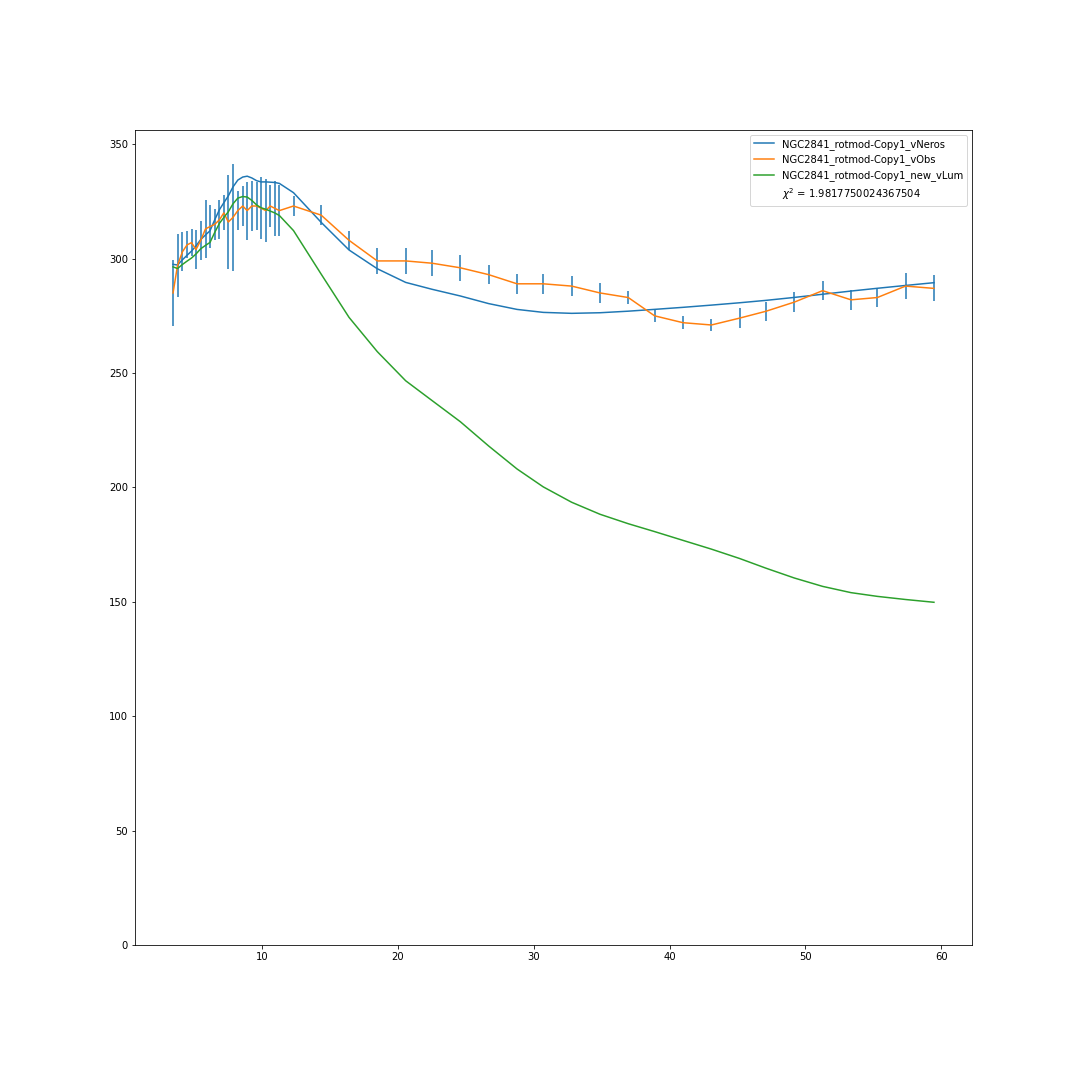 350
300
250
200
150
100
50
0
10 20 30 40 50 60
NGC2841_rotmod-Copy1_vNeros
NGC2841_rotmod-Copy1_vObs
NGC2841_rotmod-Copy1_new_vLum
χ² = 1.9817750024367504